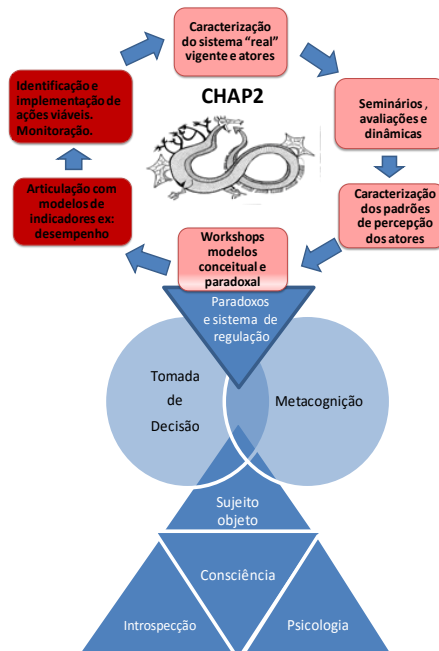 Caracterização
do sistema “real”
vigente e atores
Identificação e
implementação de
ações viáveis.
Monitoração.
CHAP2
Seminários ,
avaliações e
dinâmicas
Articulação com
modelos de
indicadores ex:
desempenho
Caracterização
dos padrões
de percepção
dos atores
Workshops
modelos
conceitual e
paradoxal
Paradoxos
e sistema de
regulação
Tomada
de
Decisão
Metacognição
Sujeito
objeto
Consciência
Introspecção
Psicologia